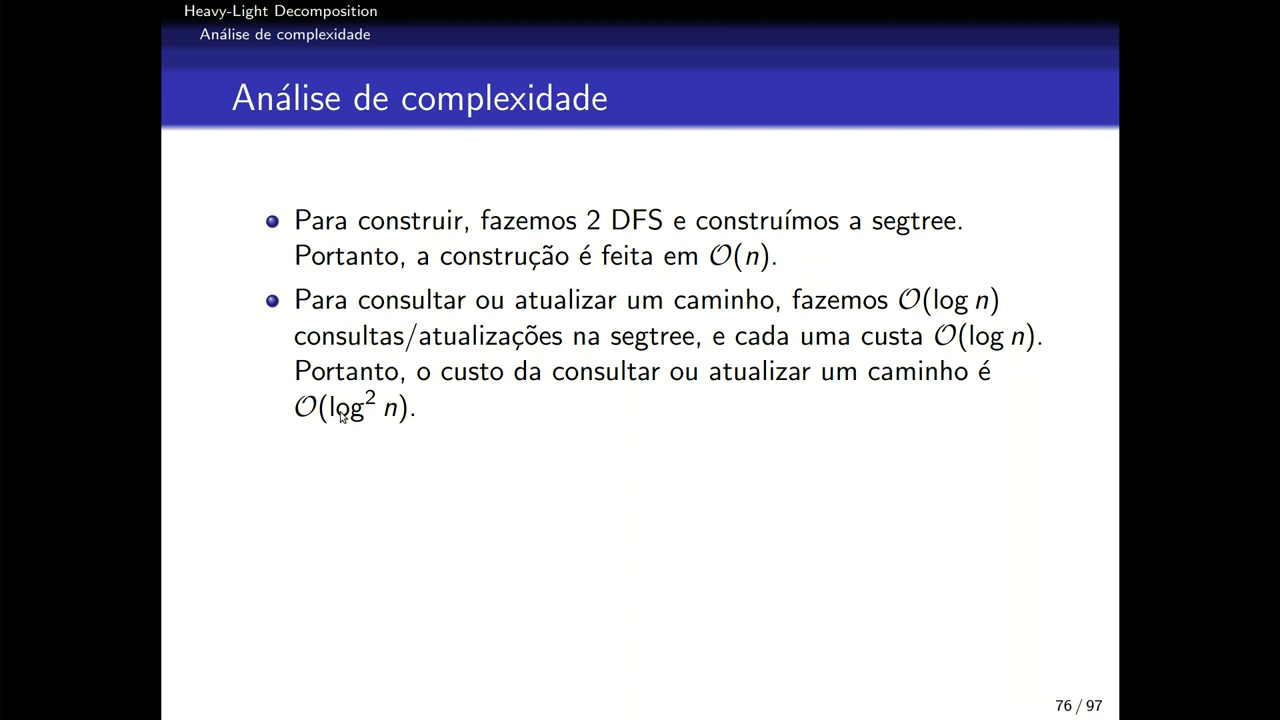 Heavy-Light Decomposition
Análise de complexidade
Análise de complexidade
Para construir, fazemos 2 DFS e construímos a segtree.
Portanto, a construção é feita em O(n).
Para consultar ou atualizar um caminho, fazemos O(log n)
consultas/atualizações na segtree, e cada uma custa O(log n).
Portanto, o custo da consultar ou atualizar um caminho é
O(log² n).
76 / 97